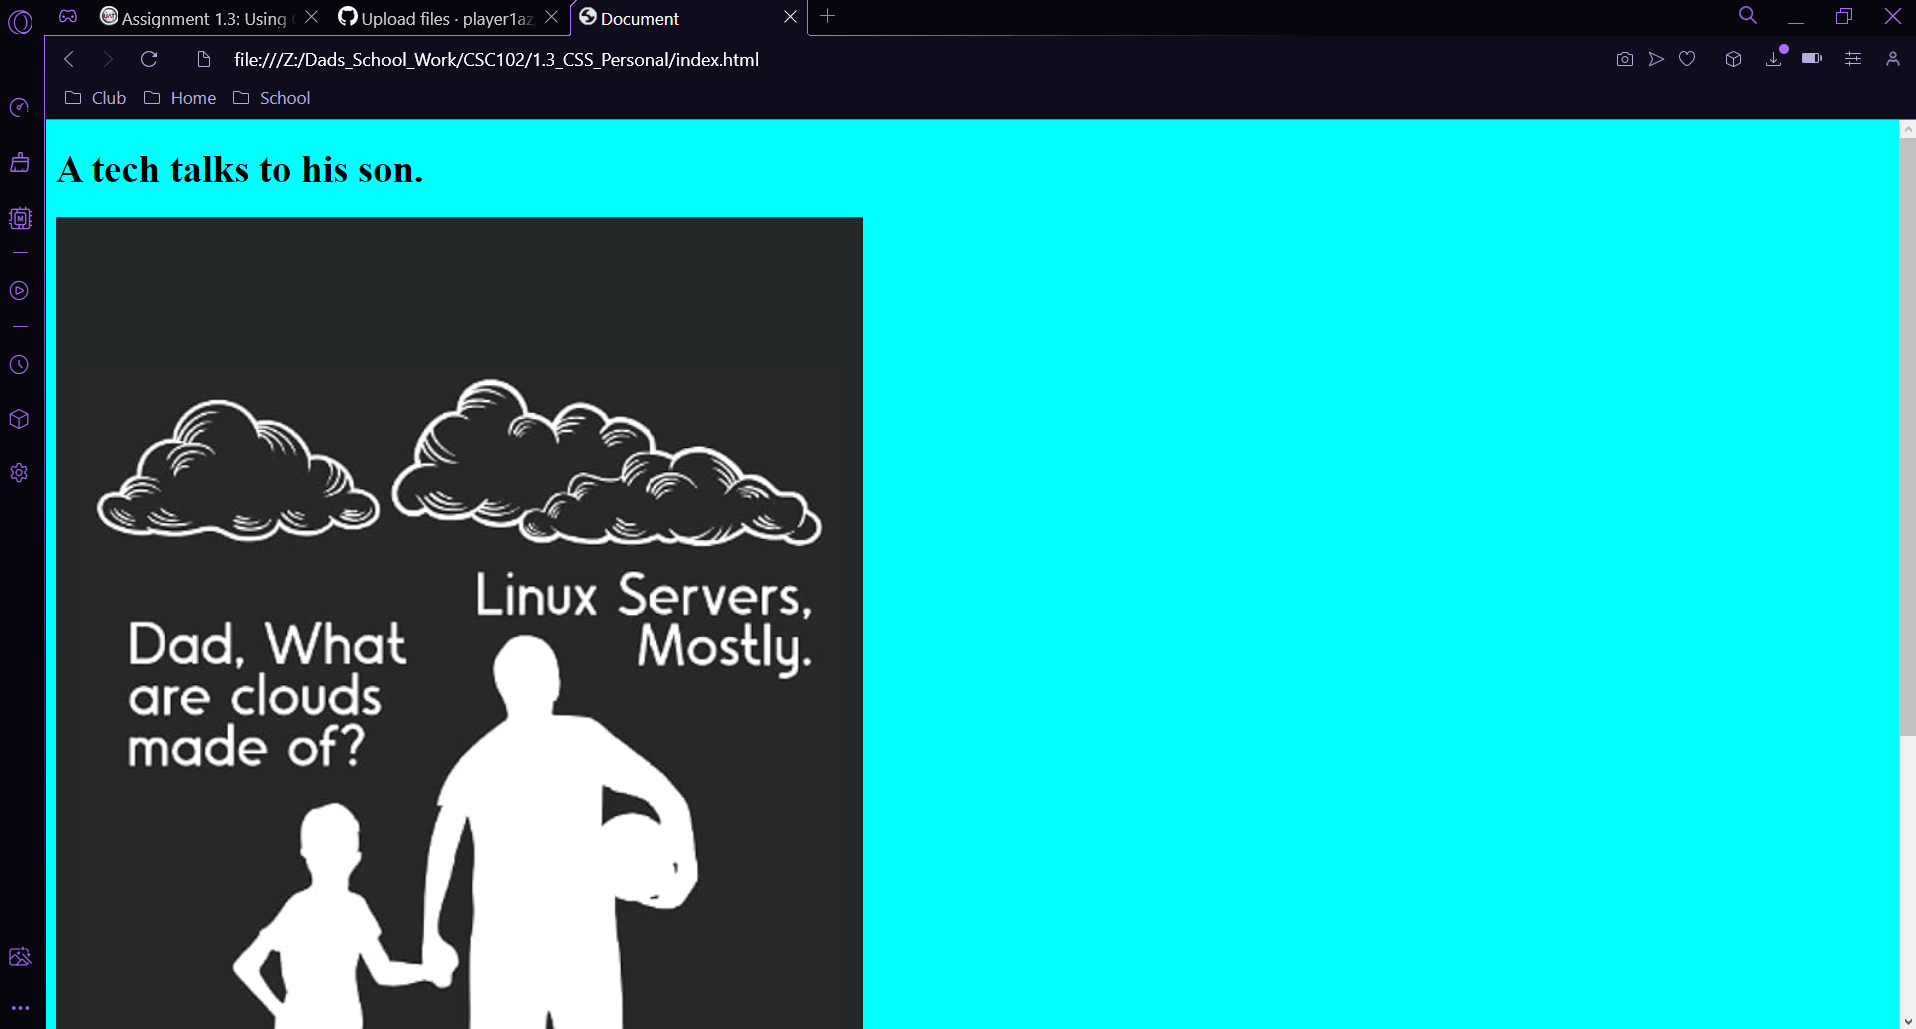 Assignment 1.3: Using
Upload files · player1az
Document
file:///Z:/Dads_School_Work/CSC102/1.3_CSS_Personal/index.html
Club
Home
School
A tech talks to his son.
Linux Servers,
Mostly.
Dad, What
are clouds
made of?